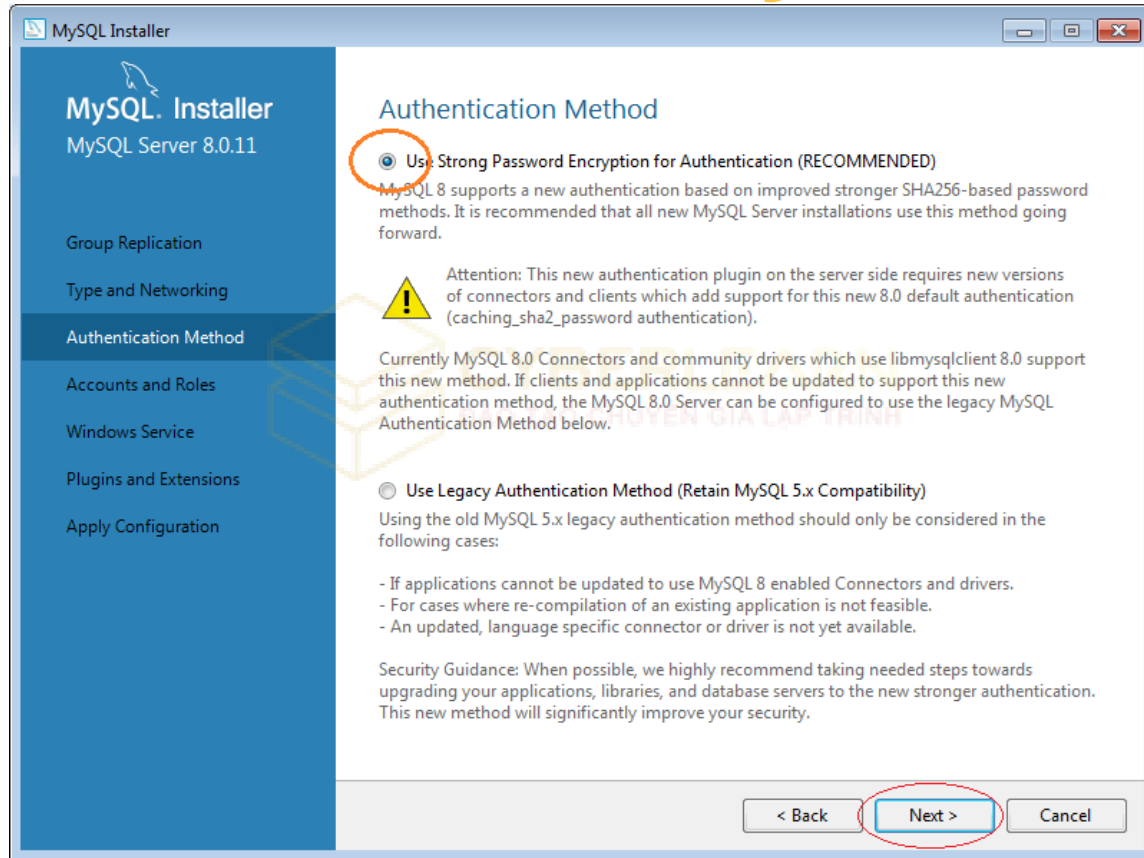 MySQL Installer
MySQL. Installer
MySQL Server 8.0.11
Group Replication
Type and Networking
Authentication Method
Accounts and Roles
Windows Service
Plugins and Extensions
Apply Configuration
Authentication Method
Use Strong Password Encryption for Authentication (RECOMMENDED)
MySQL 8 supports a new authentication based on improved stronger SHA256-based password
methods. It is recommended that all new MySQL Server installations use this method going
forward.
Attention: This new authentication plugin on the server side requires new versions
of connectors and clients which add support for this new 8.0 default authentication
(caching_sha2_password authentication).
Currently MySQL 8.0 Connectors and community drivers which use libmysqlclient 8.0 support
this new method. If clients and applications cannot be updated to support this new
authentication method, the MySQL 8.0 Server can be configured to use the legacy MySQL
Authentication Method below.
CYBERLEARN
ĐÀO TẠO CHUYÊN GIA LẬP TRÌNH
Use Legacy Authentication Method (Retain MySQL 5.x Compatibility)
Using the old MySQL 5.x legacy authentication method should only be considered in the
following cases:
- If applications cannot be updated to use MySQL 8 enabled Connectors and drivers.
- For cases where re-compilation of an existing application is not feasible.
- An updated, language specific connector or driver is not yet available.
Security Guidance: When possible, we highly recommend taking needed steps towards
upgrading your applications, libraries, and database servers to the new stronger authentication.
This new method will significantly improve your security.
< Back
Next >
Cancel